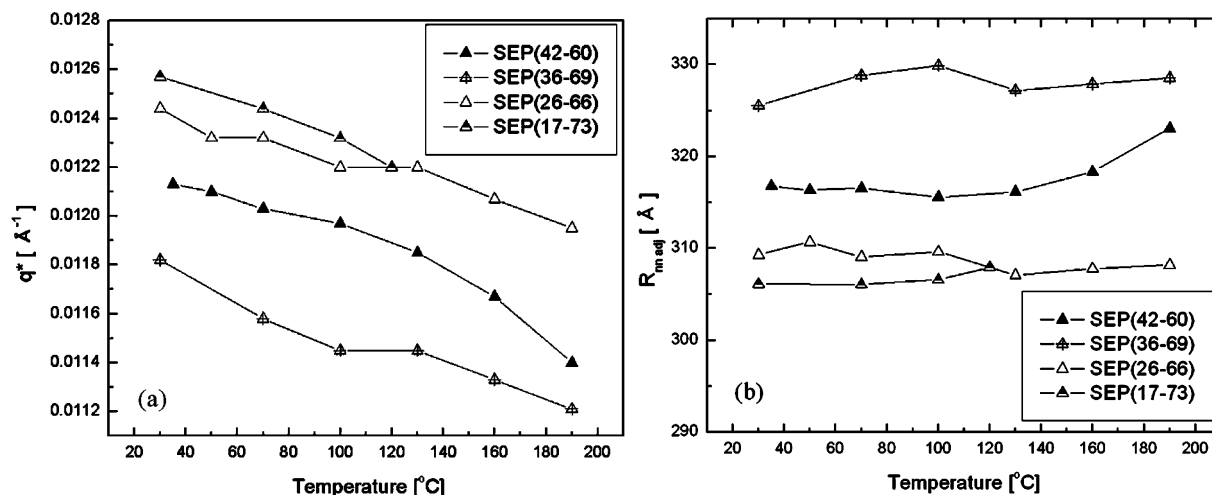 0.0128
0.0126
0.0124
0.0122
0.0120
0.0118
0.0116
0.0114
0.0112
q* [ Å-1 ]
SEP(42-60)
SEP(36-69)
SEP(26-66)
SEP(17-73)
(a)
20 40 60 80 100 120 140 160 180 200
Temperature [oC]
330
320
310
300
290
Rnn adj [ Å ]
SEP(42-60)
SEP(36-69)
SEP(26-66)
SEP(17-73)
(b)
20 40 60 80 100 120 140 160 180 200
Temperature [oC]